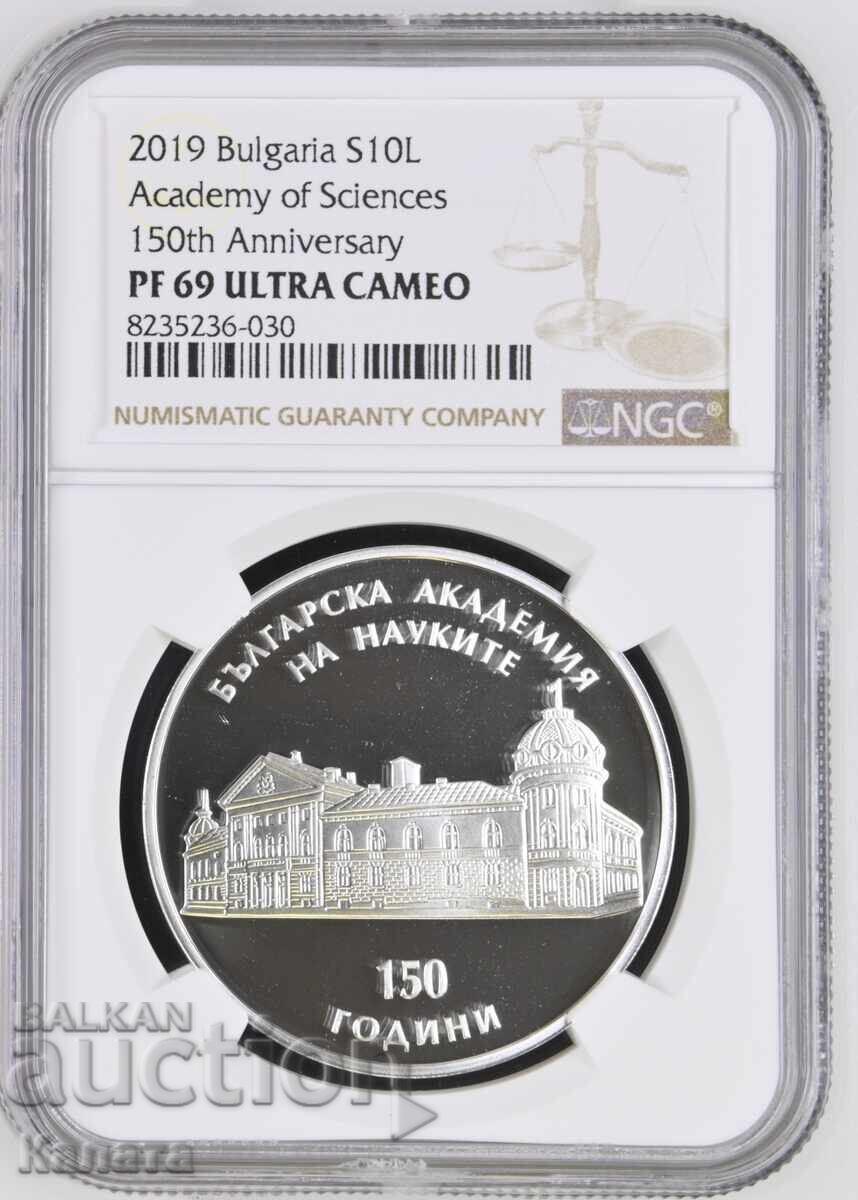 2019 Bulgaria S10L
Academy of Sciences
150th Anniversary
PF 69 ULTRA CAMEO
8235236-030
NUMISMATIC GUARANTY COMPANY
NGC®
БЪЛГАРСКА АКАДЕМИЯ
НА НАУКИТЕ
150
ГОДИНИ
BALKAN
auction
Kanara